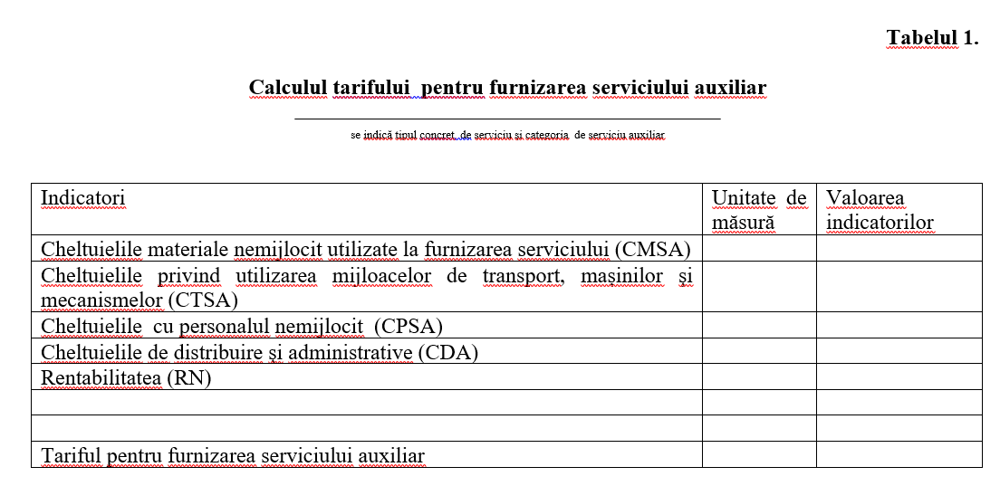 Tabelul 1.
Calculul tarifului pentru furnizarea serviciului auxiliar
se indică tipul concret de serviciu și categoria de serviciu auxiliar
Indicatori
Unitate de
măsură
Valoarea
indicatorilor
Cheltuielile materiale nemijlocit utilizate la furnizarea serviciului (CMSA)
Cheltuielile privind utilizarea mijloacelor de transport, mașinilor și
mecanismelor (CTSA)
Cheltuielile cu personalul nemijlocit (CPSA)
Cheltuielile de distribuire şi administrative (CDA)
Rentabilitatea (RN)
Tariful pentru furnizarea serviciului auxiliar